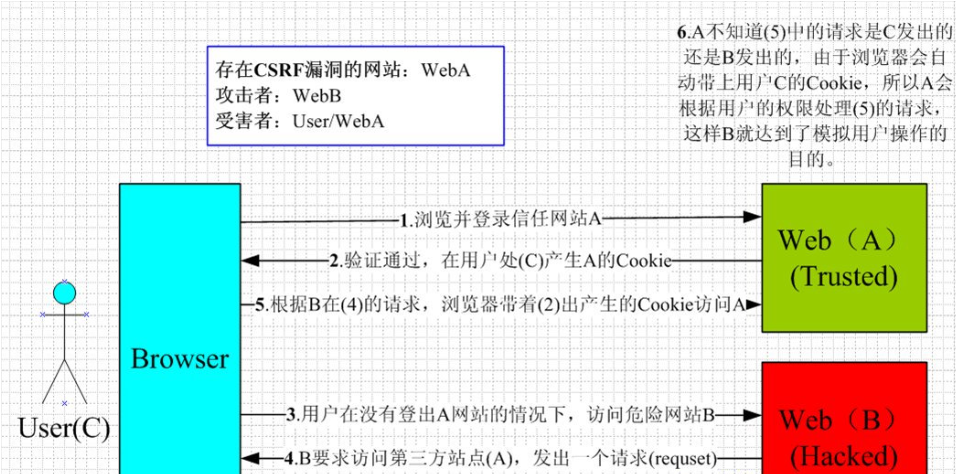 6.A不知道(5)中的请求是C发出的
还是B发出的，由于浏览器会自
动带上用户C的Cookie，所以A会
根据用户的权限处理(5)的请求，
这样B就达到了模拟用户操作的
目的。
存在CSRF漏洞的网站：WebA
攻击者：WebB
受害者：User/WebA
1.浏览并登录信任网站A
2.验证通过，在用户处(C)产生A的Cookie
5.根据B在(4)的请求，浏览器带着(2)出产生的Cookie访问A
Web（A）
(Trusted)
Browser
User(C)
3.用户在没有登出A网站的情况下，访问危险网站B
4.B要求访问第三方站点(A)，发出一个请求(requset)
Web（B）
(Hacked)